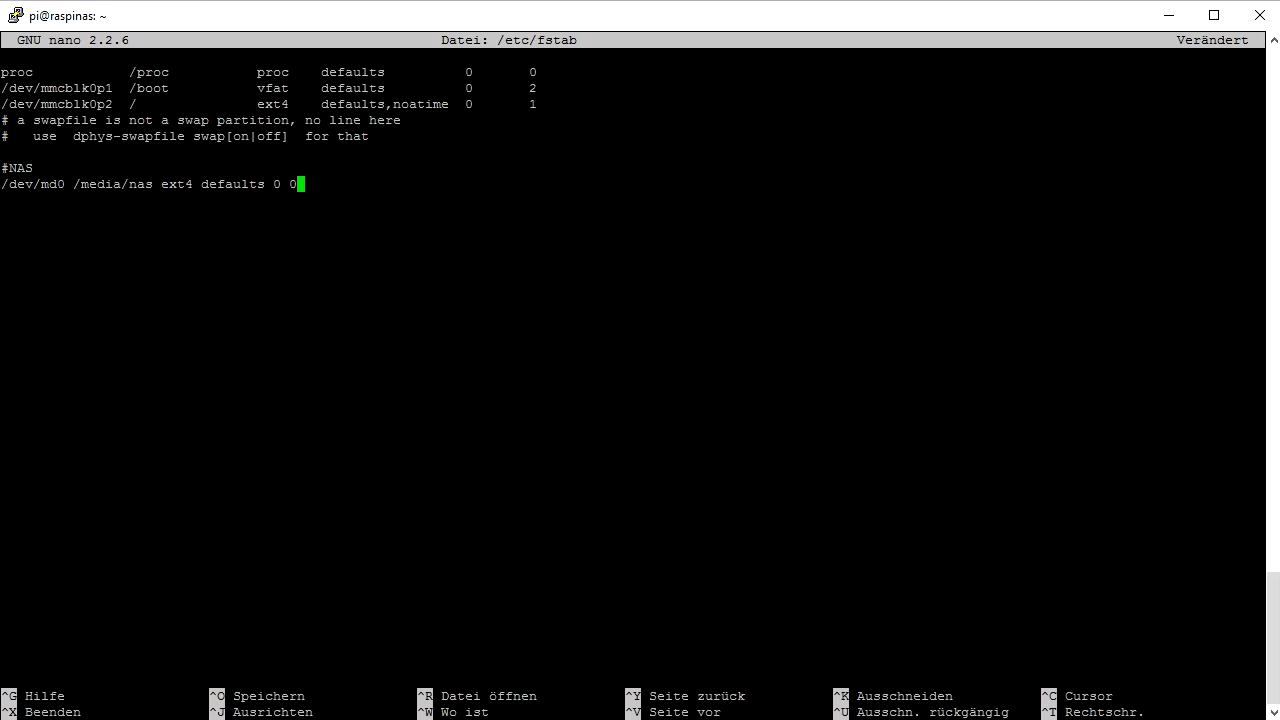 pi@raspinas: ~
GNU nano 2.2.6 Datei: /etc/fstab Verändert
proc /proc proc defaults 0 0
/dev/mmcblk0p1 /boot vfat defaults 0 2
/dev/mmcblk0p2 / ext4 defaults,noatime 0 1
# a swapfile is not a swap partition, no line here
# use dphys-swapfile swap[on|off] for that
#NAS
/dev/md0 /media/nas ext4 defaults 0 0
^G Hilfe ^O Speichern ^R Datei öffnen ^Y Seite zurück ^K Ausschneiden ^C Cursor
^X Beenden ^J Ausrichten ^W Wo ist ^V Seite vor ^U Ausschn. rückgängig ^T Rechtschr.